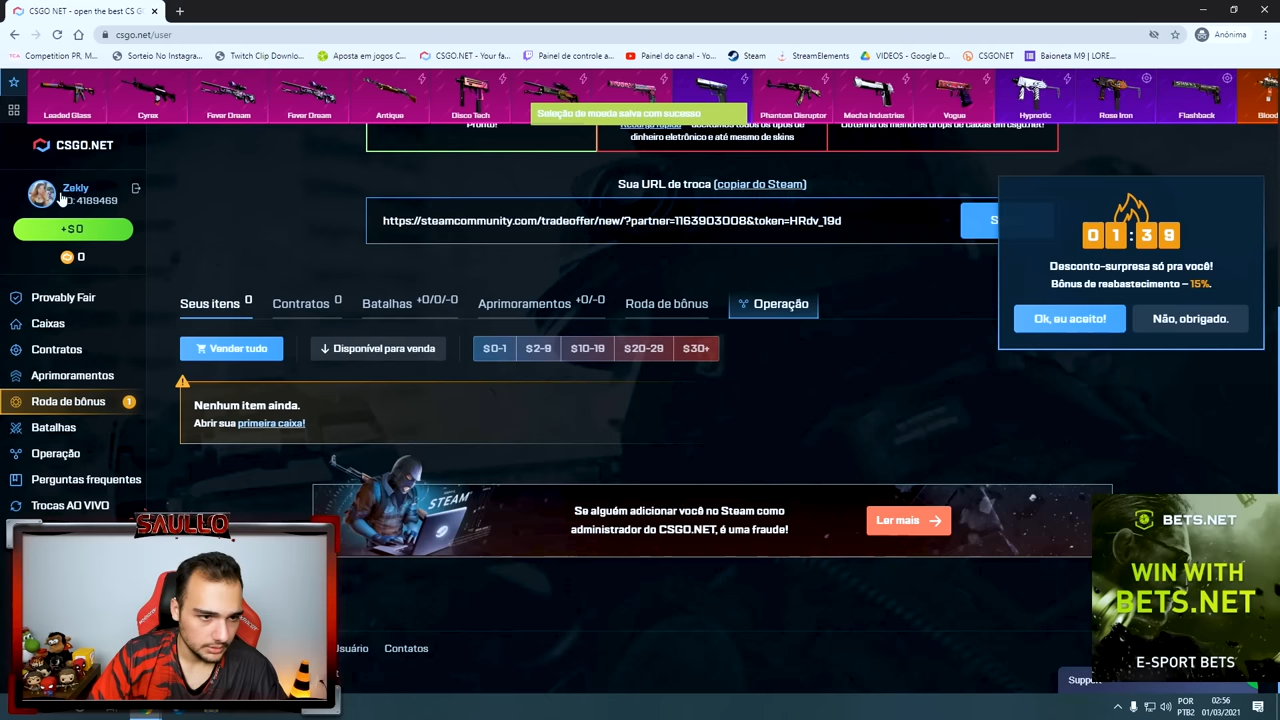 CSGO NET - open the best CS G
csgo.net/user
Anônima
Competition PR, M...
Sorteio No Instagra...
Twitch Clip Downlo...
Aposta em jogos C...
CSGO.NET - Your fa...
Painel de controle a...
Painel do canal - Yo...
Steam
StreamElements
VIDEOS - Google D...
CSGONET
Baioneta M9 | LORE...
Loaded Glass
Cyrex
Fever Dream
Fever Dream
Antique
Disco Tech
Seleção de moeda salva com sucesso
Phantom Disruptor
Mecha Industries
Vogue
Hypnotic
Rose Iron
Flashback
Blood
CSGO.NET
dinheiro eletrônico e até mesmo de skins
Zekly
ID: 4189469
+$0
0
Sua URL de troca (copiar do Steam)
https://steamcommunity.com/tradeoffer/new/?partner=1163903008&token=HRdv_19d
S
01:39
Desconto-surpresa só pra você!
Bônus de reabastecimento – 15%.
Ok, eu aceito!
Não, obrigado.
Provably Fair
Caixas
Contratos
Aprimoramentos
Roda de bônus 1
Batalhas
Operação
Perguntas frequentes
Trocas AO VIVO
Seus itens 0
Contratos 0
Batalhas +0/0/-0
Aprimoramentos +0/-0
Roda de bônus
Operação
Vender tudo
Disponível para venda
$0-1
$2-9
$10-19
$20-29
$30+
Nenhum item ainda.
Abrir sua primeira caixa!
STEAM
Se alguém adicionar você no Steam como
administrador do CSGO.NET, é uma fraude!
Ler mais
SAULLO
BETS.NET
WIN WITH
BETS.NET
E-SPORT BETS
Usuário
Contatos
Support
POR
PTB2
02:56
01/03/2021